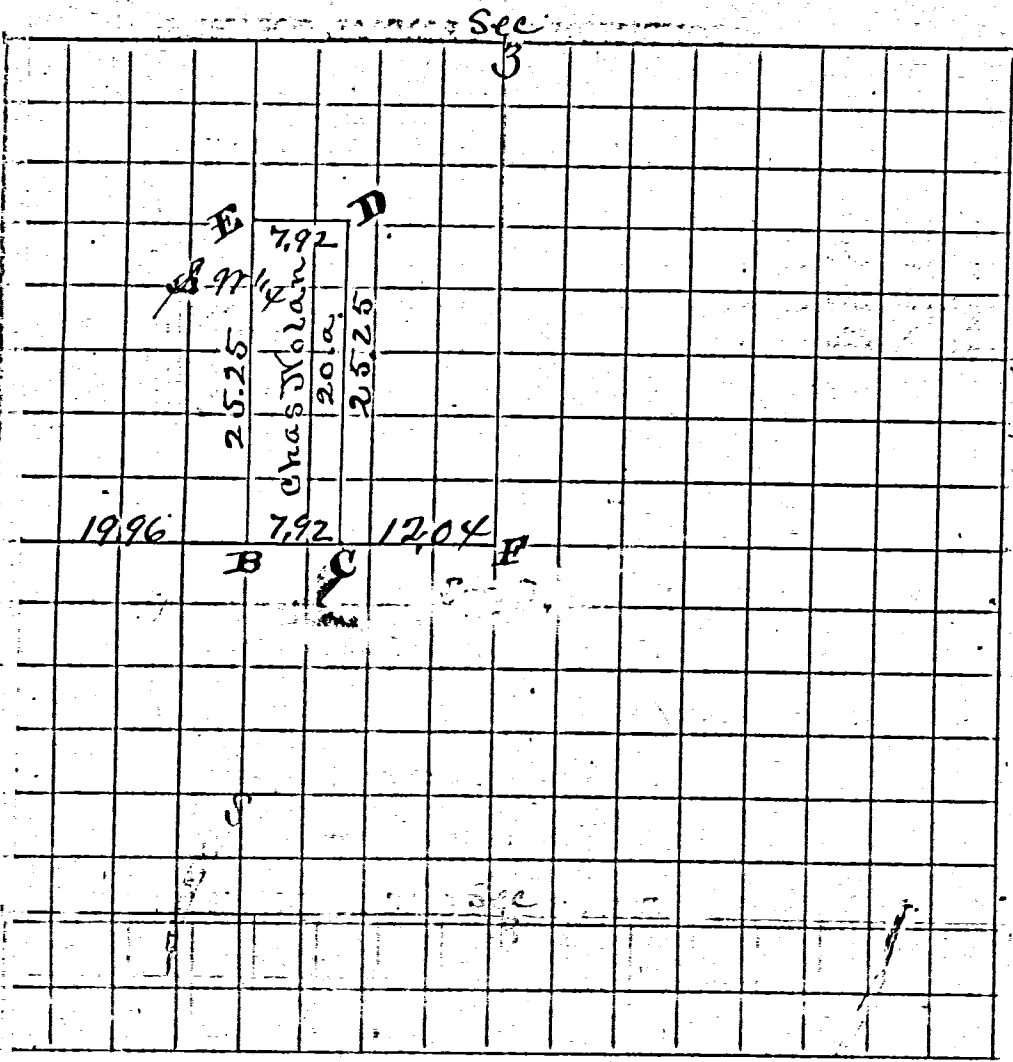 Sec
3
E
D
7,92
S W 1/4
Chas Nolan
20.a.
25.25
25.25
19,96
7,92
12,04
B
C
F
Sec